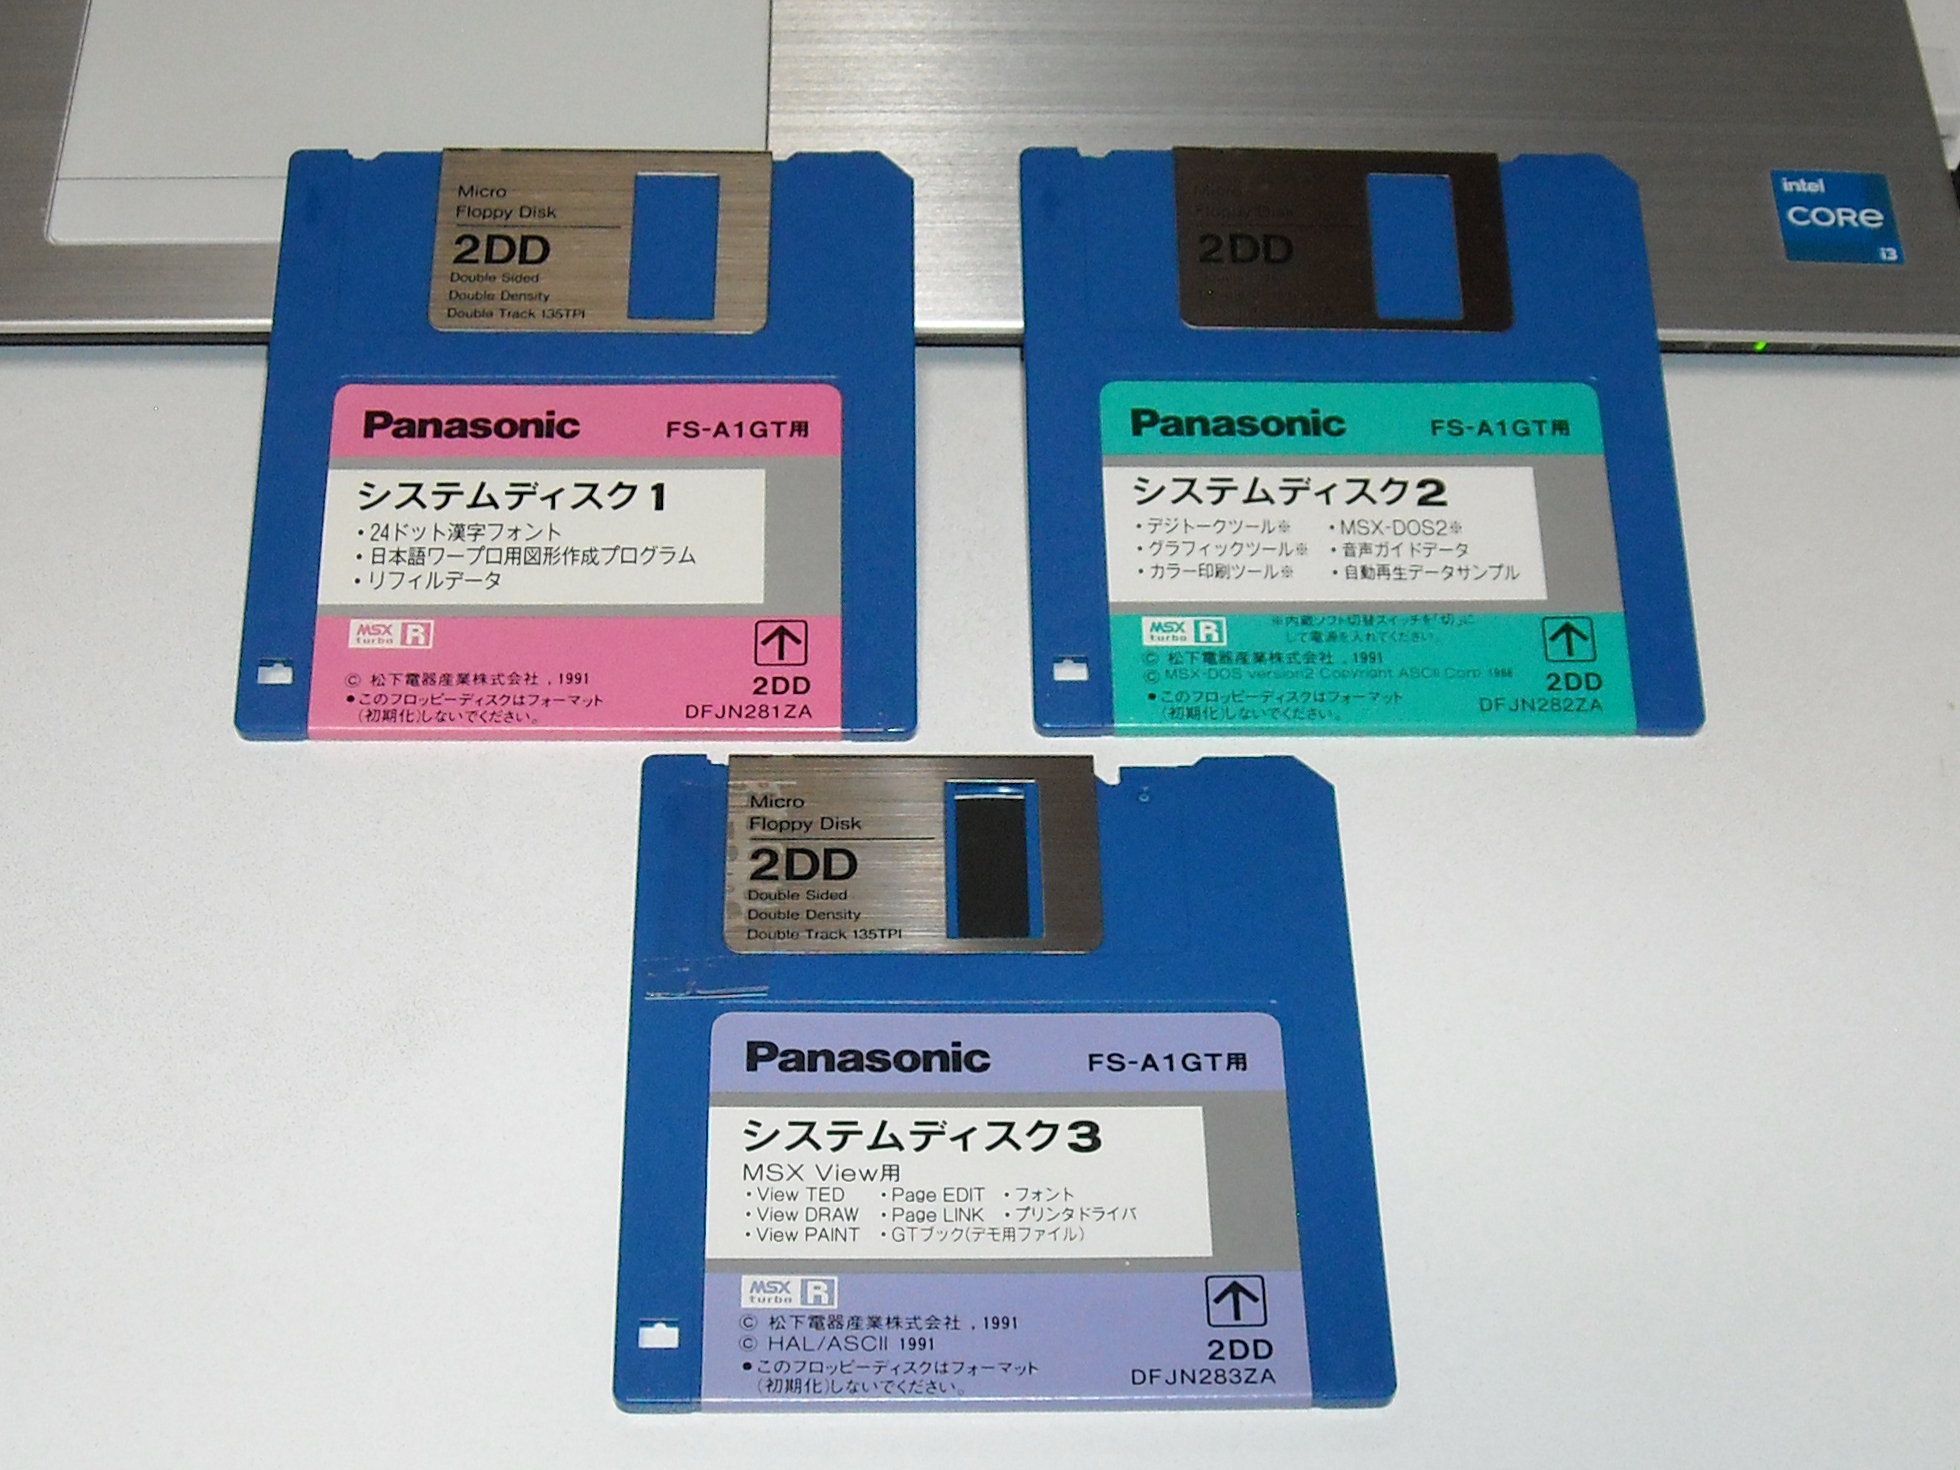 intel
CORE
i3
Micro
Floppy Disk
2DD
Double Sided
Double Density
Double Track 135TPI
Panasonic FS-A1GT用
システムディスク1
・24ドット漢字フォント
・日本語ワープロ用図形作成プログラム
・リフィルデータ
MSX turbo R
© 松下電器産業株式会社 , 1991
●このフロッピーディスクはフォーマット
(初期化)しないでください。
2DD
DFJN281ZA
Micro
Floppy Disk
2DD
Panasonic FS-A1GT用
システムディスク2
・デジトークツール※ ・MSX-DOS2※
・グラフィックツール※ ・音声ガイドデータ
・カラー印刷ツール※ ・自動再生データサンプル
MSX turbo R
※内蔵ソフト切替スイッチを「切」に
して電源を入れてください。
© 松下電器産業株式会社 , 1991
© MSX-DOS version2 Copyright ASCII Corp.
●このフロッピーディスクはフォーマット
(初期化)しないでください。
2DD
DFJN282ZA
Micro
Floppy Disk
2DD
Double Sided
Double Density
Double Track 135TPI
Panasonic FS-A1GT用
システムディスク3
MSX View用
・View TED ・Page EDIT ・フォント
・View DRAW ・Page LINK ・プリンタドライバ
・View PAINT ・GTブック(デモ用ファイル)
MSX turbo R
© 松下電器産業株式会社 , 1991
© HAL/ASCII 1991
●このフロッピーディスクはフォーマット
(初期化)しないでください。
2DD
DFJN283ZA